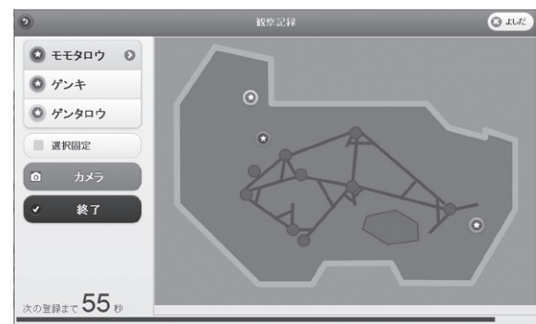 観察記録
よしだ
モモタロウ
ゲンキ
ゲンタロウ
選択固定
カメラ
終了
次の登録まで 55 秒